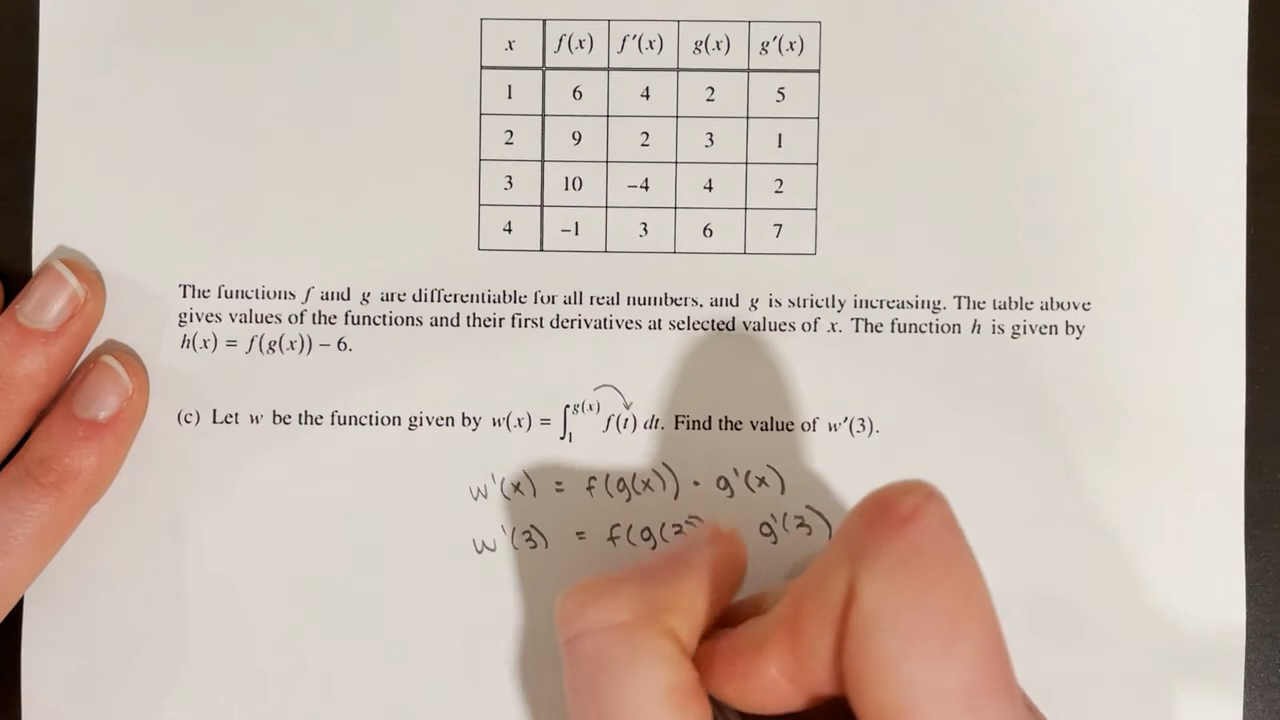 x f(x) f′(x) g(x) g′(x)
1 6 4 2 5
2 9 2 3 1
3 10 −4 4 2
4 −1 3 6 7
The functions f and g are differentiable for all real numbers, and g is strictly increasing. The table above
gives values of the functions and their first derivatives at selected values of x. The function h is given by
h(x) = f(g(x)) − 6.
(c) Let w be the function given by w(x) = ∫₁^g(x) f(t) dt. Find the value of w′(3).
w'(x) = f(g(x)) · g'(x)
w'(3) = f(g(3 g'(3)